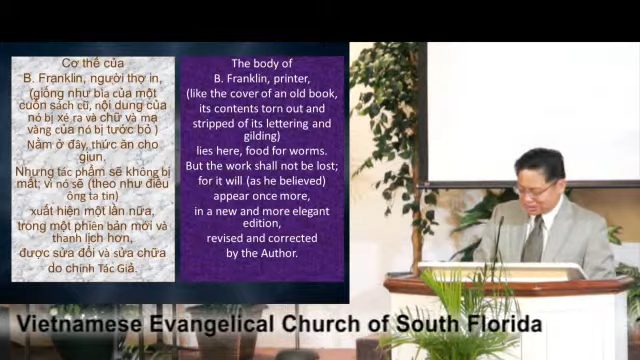 Cơ thể của
B. Franklin, người thợ in,
(giống như bìa của một
cuốn sách cũ, nội dung của
nó bị xé ra và chữ và mạ
vàng của nó bị tước bỏ )
Nằm ở đây, thức ăn cho
giun.
Nhưng tác phẩm sẽ không bị
mất; vì nó sẽ (theo như điều
ông ta tin)
xuất hiện một lần nữa,
trong một phiên bản mới và
thanh lịch hơn,
được sửa đổi và sửa chữa
do chính Tác Giả.
The body of
B. Franklin, printer,
(like the cover of an old book,
its contents torn out and
stripped of its lettering and
gilding)
lies here, food for worms.
But the work shall not be lost;
for it will (as he believed)
appear once more,
in a new and more elegant
edition,
revised and corrected
by the Author.
Vietnamese Evangelical Church of South Florida